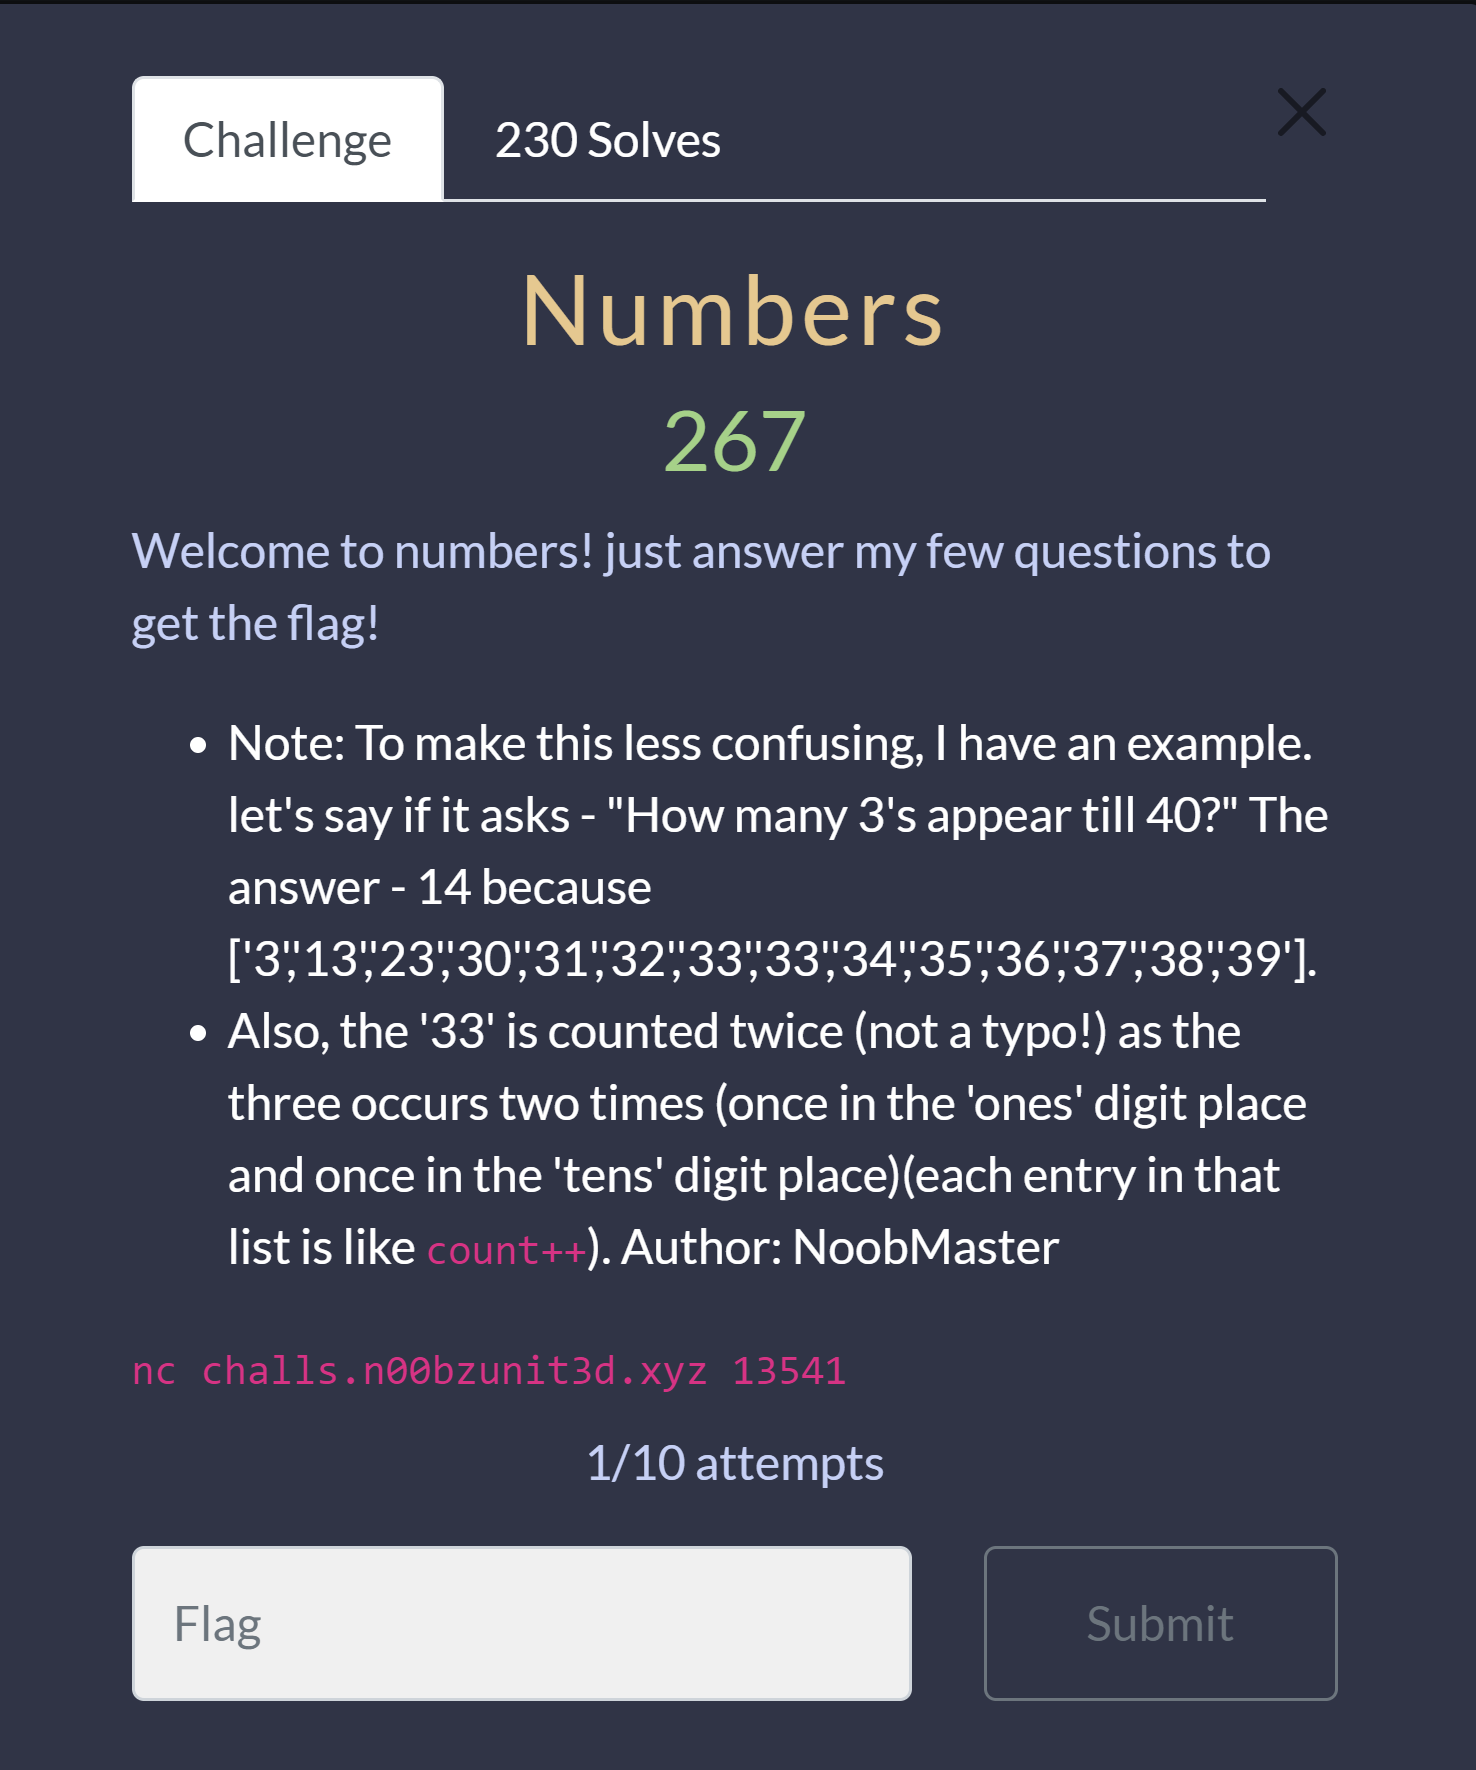 Challenge
230 Solves
Numbers
267
Welcome to numbers! just answer my few questions to
get the flag!
• Note: To make this less confusing, I have an example.
let's say if it asks - "How many 3's appear till 40?" The
answer - 14 because
['3','13','23','30','31','32','33','33','34','35','36','37','38','39'].
• Also, the '33' is counted twice (not a typo!) as the
three occurs two times (once in the 'ones' digit place
and once in the 'tens' digit place)(each entry in that
list is like count++). Author: NoobMaster
nc challs.n00bzunit3d.xyz 13541
1/10 attempts
Flag
Submit